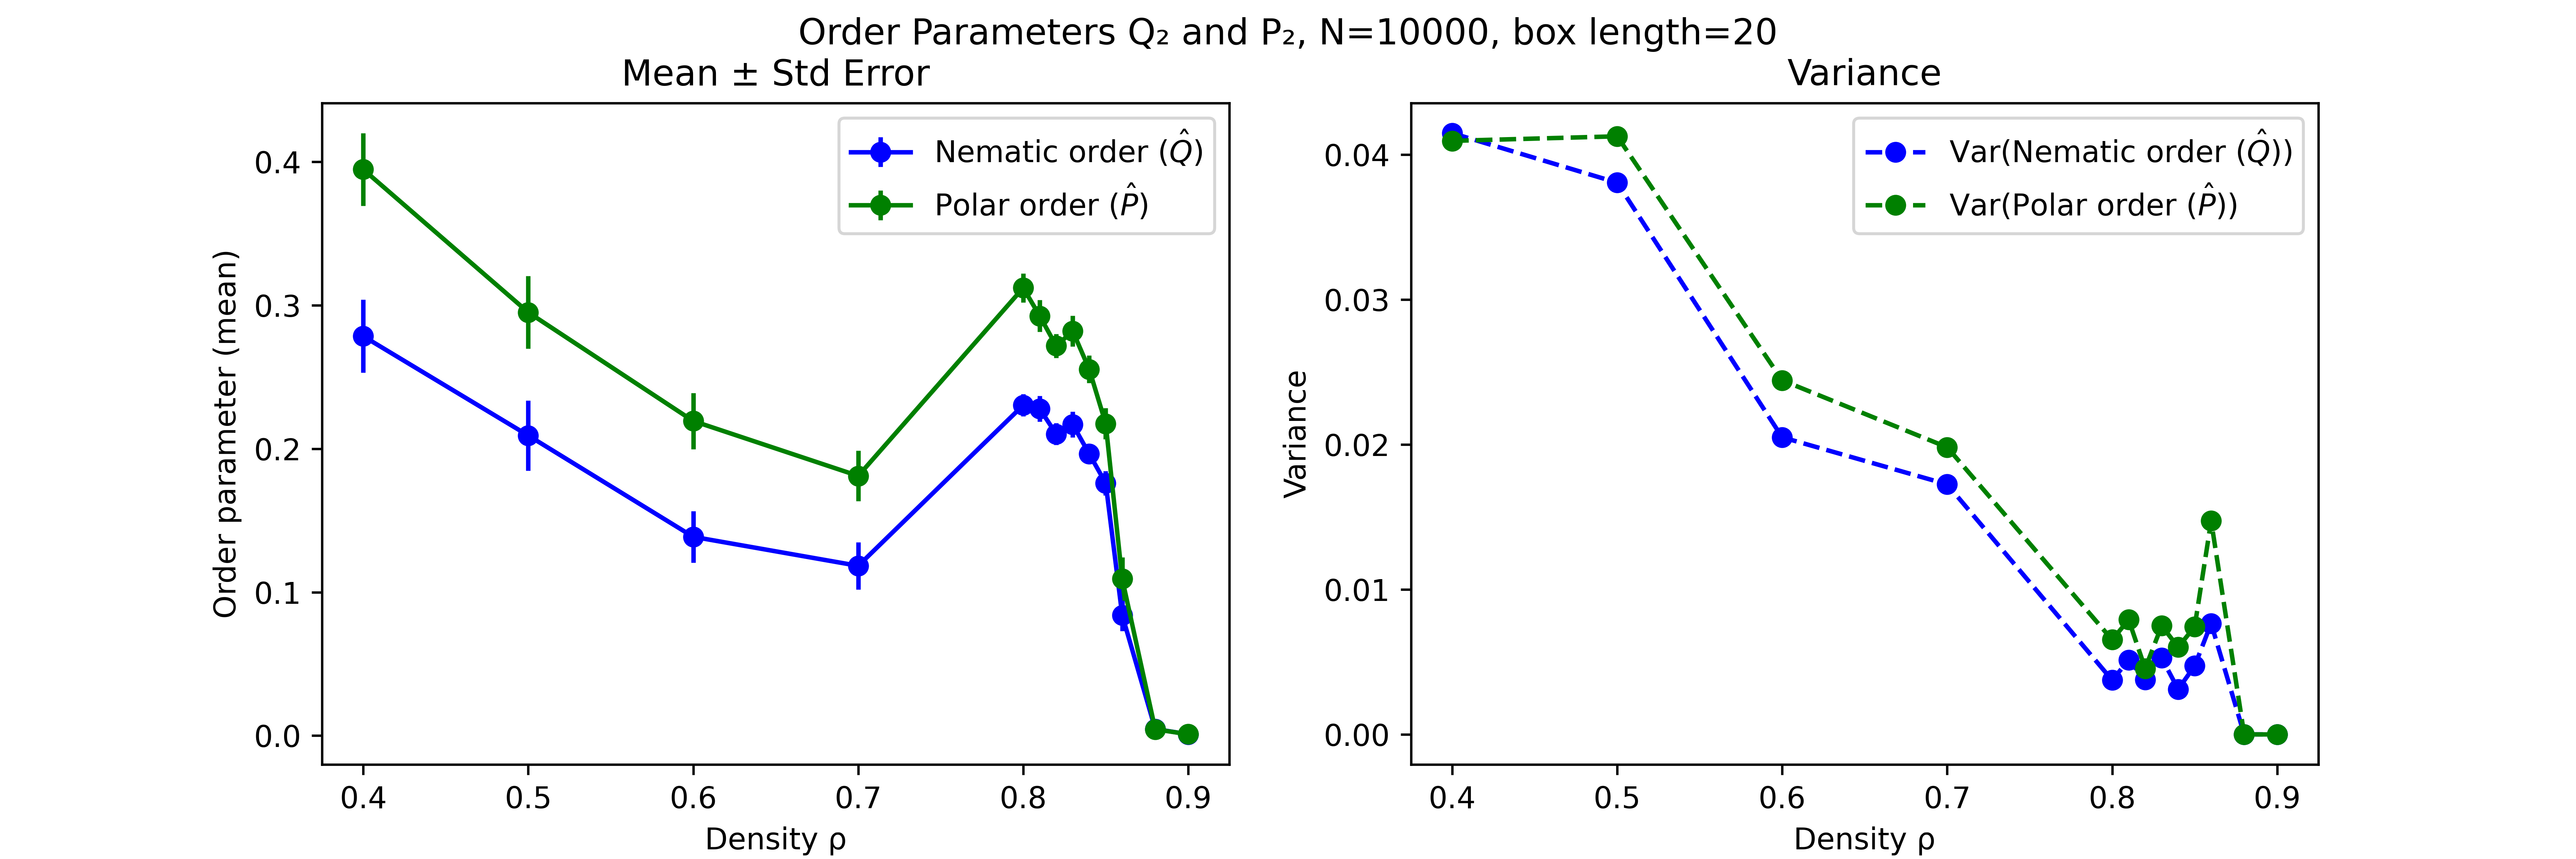 Order Parameters Q₂ and P₂, N=10000, box length=20
Mean ± Std Error
Order parameter (mean)
0.4
0.3
0.2
0.1
0.0
Nematic order (Q̂)
Polar order (P̂)
0.4 0.5 0.6 0.7 0.8 0.9
Density ρ
Variance
Variance
0.04
0.03
0.02
0.01
0.00
Var(Nematic order (Q̂))
Var(Polar order (P̂))
0.4 0.5 0.6 0.7 0.8 0.9
Density ρ